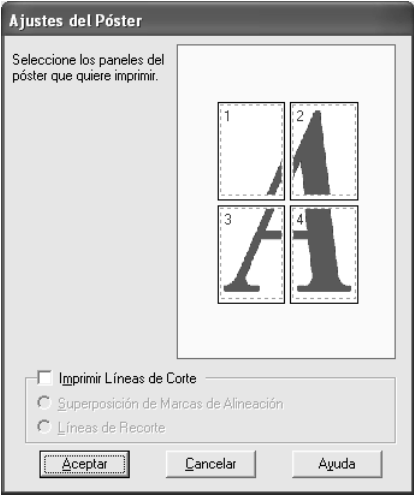 Ajustes del Póster
Seleccione los paneles del
póster que quiere imprimir.
1
2
3
4
Imprimir Líneas de Corte
Superposición de Marcas de Alineación
Líneas de Recorte
Aceptar
Cancelar
Ayuda